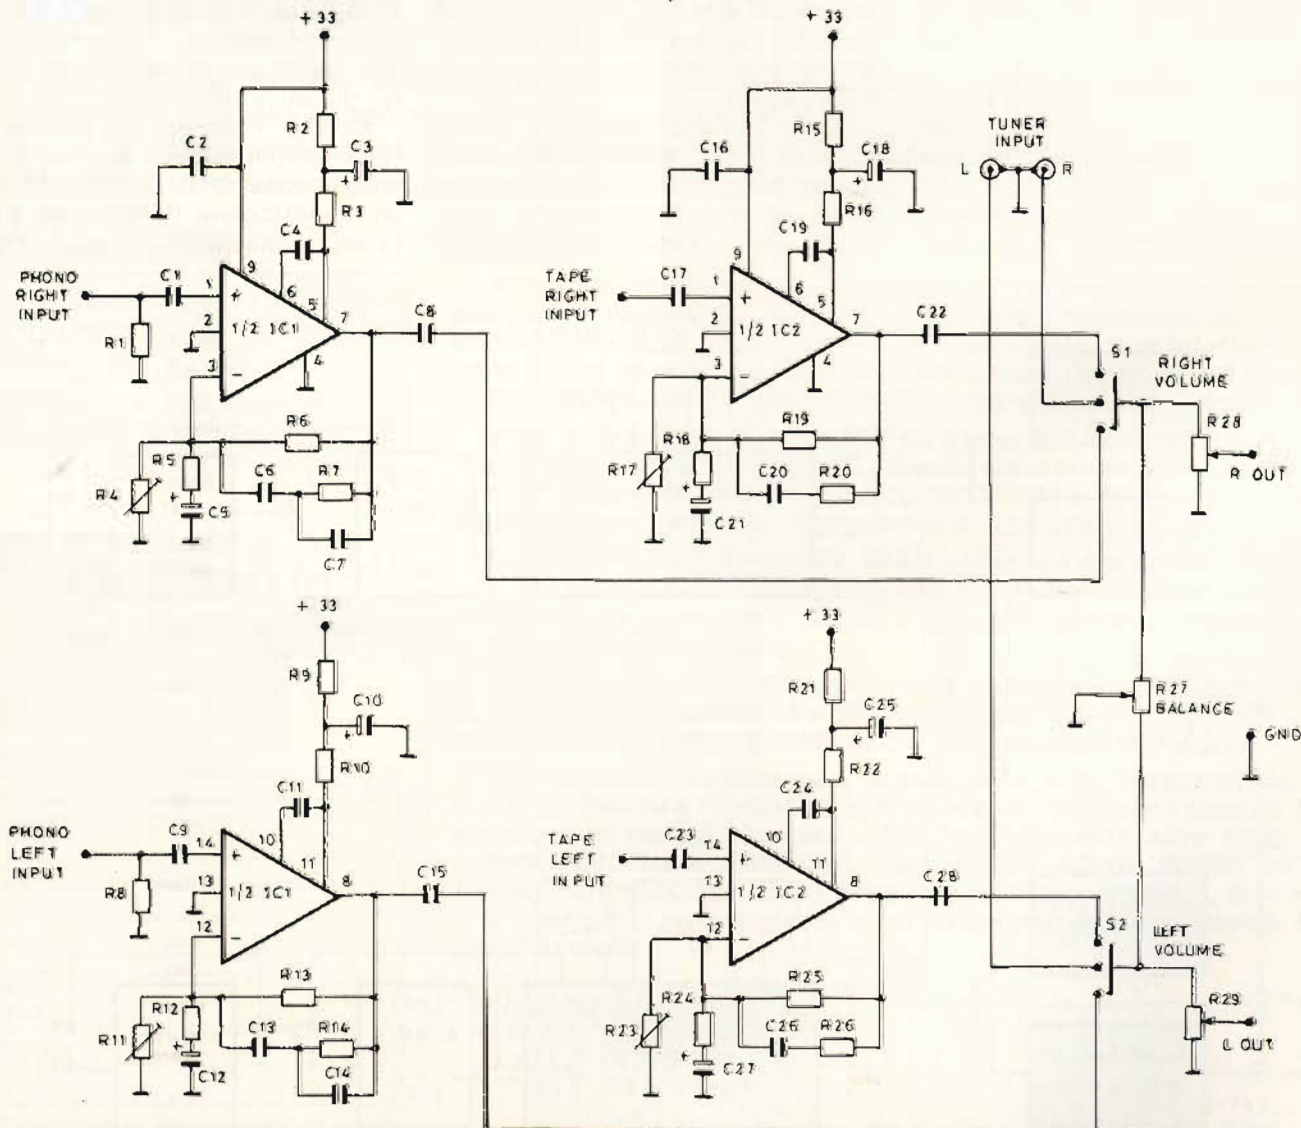 + 33
+ 33
R2
C2
C3
R3
C4
R15
C16
C18
R16
C19
TUNER
INPUT
L
R
PHONO
RIGHT
INPUT
C1
R1
1
+
9
6
5
2
1/2 IC1
7
4
3
−
C8
R6
R5
R4
C6
R7
C5
C7
TAPE
RIGHT
INPUT
C17
1
+
9
6
5
2
1/2 IC2
7
4
3
−
C22
R19
R18
R17
C20
R20
C21
S1
RIGHT
VOLUME
R28
R OUT
+ 33
+ 33
R9
C10
R10
C11
R21
C25
R22
C24
R27
BALANCE
GND
PHONO
LEFT
INPUT
C9
R8
14
+
10
11
13
1/2 IC1
8
12
−
C15
R13
R12
R11
C13
R14
C12
C14
TAPE
LEFT
INPUT
C23
14
+
10
11
13
1/2 IC2
8
12
−
C28
R25
R24
R23
C26
R26
C27
S2
LEFT
VOLUME
R29
L OUT